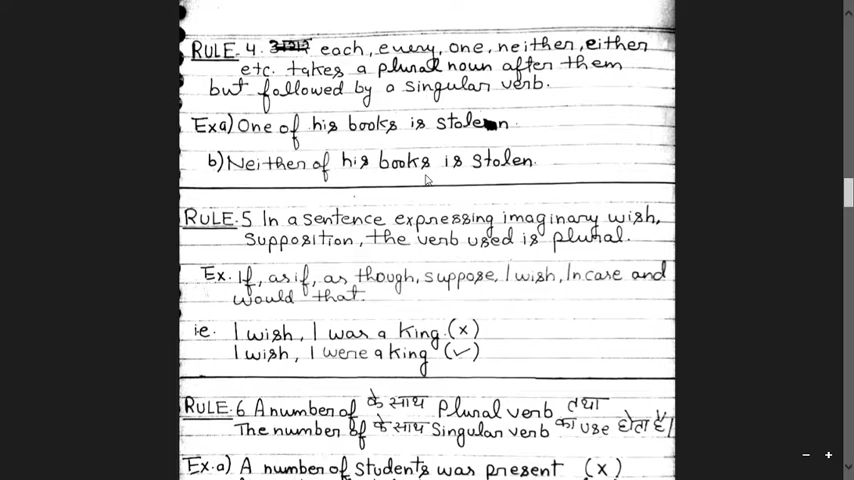 RULE 4. each, every, one, neither, either
etc. takes a plural noun after them
but followed by a singular verb.
Ex a) One of his books is stolen.
b) Neither of his books is stolen.
RULE.5 In a sentence expressing imaginary wish,
Supposition, the verb used is plural.
Ex. If, as if, as though, suppose, I wish, In case and
would that.
ie. I wish, I was a king. (x)
I wish, I were a king (✓)
RULE.6 A number of के साथ Plural verb तथा
The number of के साथ Singular verb का use होता है।
Ex. a) A number of students was present (x)